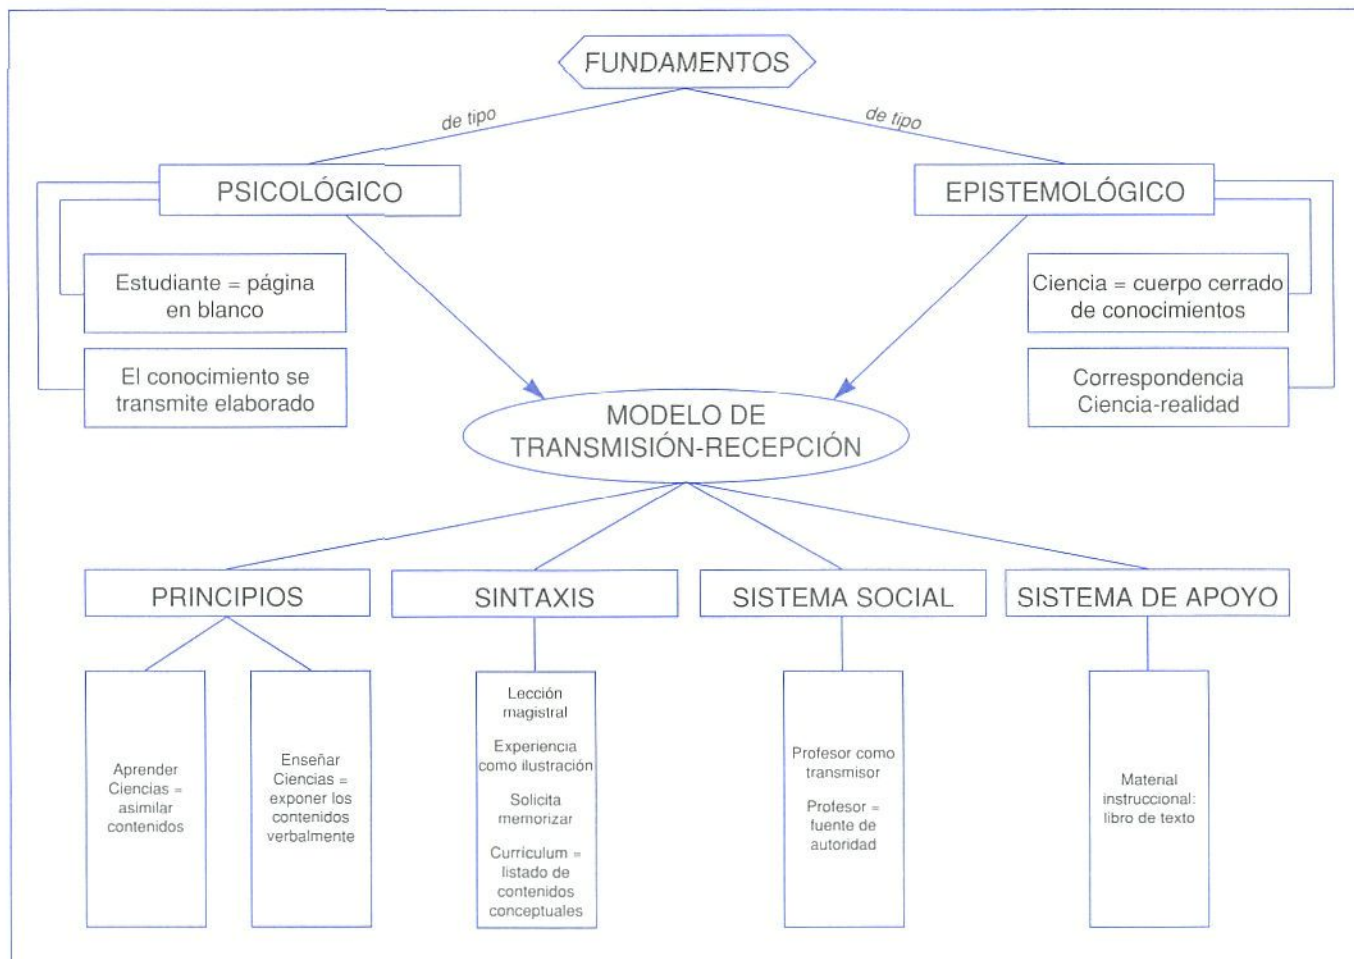 FUNDAMENTOS
de tipo
de tipo
PSICOLÓGICO
EPISTEMOLÓGICO
Estudiante = página
en blanco
Ciencia = cuerpo cerrado
de conocimientos
El conocimiento se
transmite elaborado
Correspondencia
Ciencia-realidad
MODELO DE
TRANSMISIÓN-RECEPCIÓN
PRINCIPIOS
SINTAXIS
SISTEMA SOCIAL
SISTEMA DE APOYO
Aprender
Ciencias =
asimilar
contenidos
Enseñar
Ciencias =
exponer los
contenidos
verbalmente
Lección
magistral
Experiencia
como ilustración
Solicita
memorizar
Currículum =
listado de
contenidos
conceptuales
Profesor como
transmisor
Profesor =
fuente de
autoridad
Material
instruccional:
libro de texto